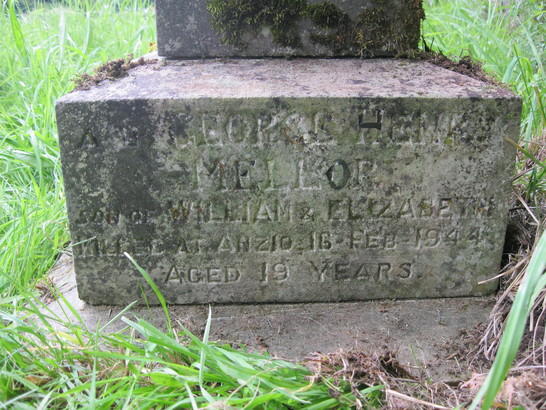 GEORGE HENRY
MELLOR
SON OF WILLIAM & ELIZABETH
KILLED AT ANZIO 16 FEB 1944
AGED 19 YEARS